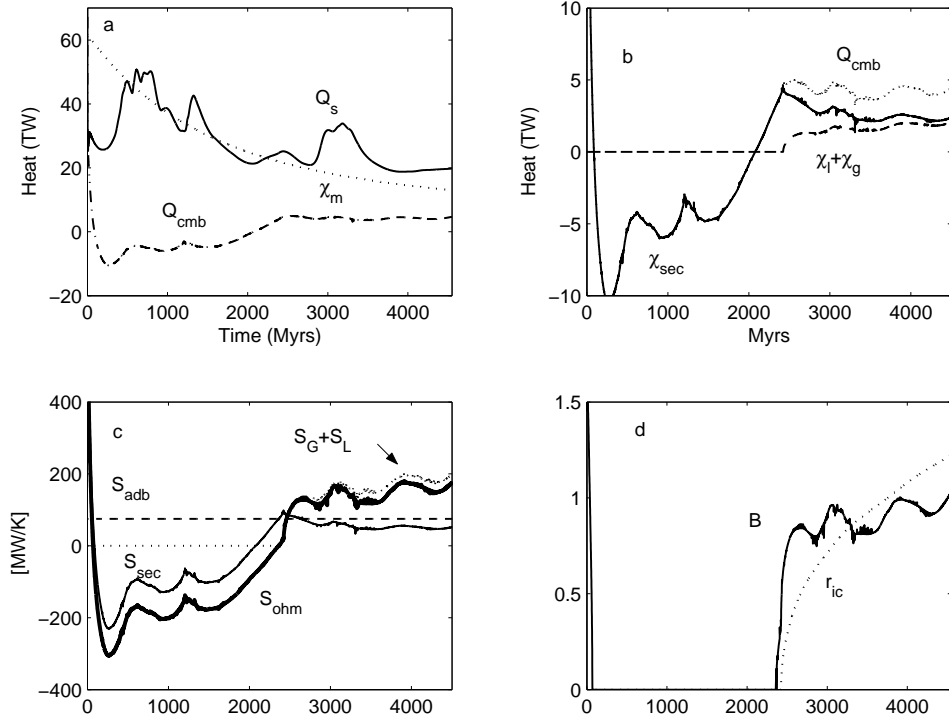 a
60
40
20
0
−20
Heat (TW)
Q_s
χ_m
Q_cmb
0 1000 2000 3000 4000
Time (Myrs)
b
10
5
0
−5
−10
Heat (TW)
Q_cmb
χ_l+χ_g
χ_sec
0 1000 2000 3000 4000
Myrs
c
400
200
0
−200
−400
[MW/K]
S_G+S_L
S_adb
S_sec
S_ohm
0 1000 2000 3000 4000
d
1.5
1
0.5
0
B
r_ic
0 1000 2000 3000 4000